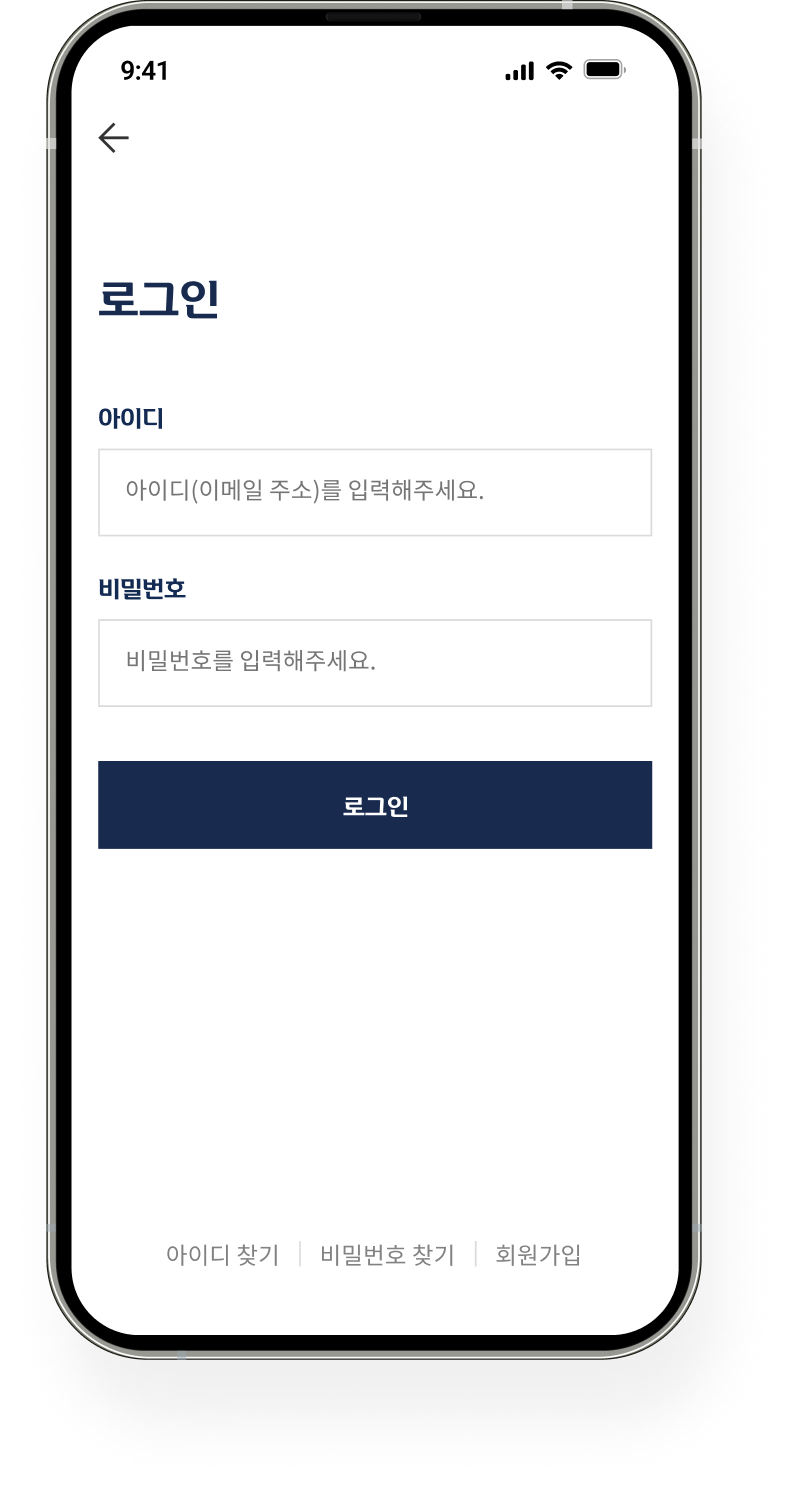 9:41
로그인
아이디
아이디(이메일 주소)를 입력해주세요.
비밀번호
비밀번호를 입력해주세요.
로그인
아이디 찾기 | 비밀번호 찾기 | 회원가입